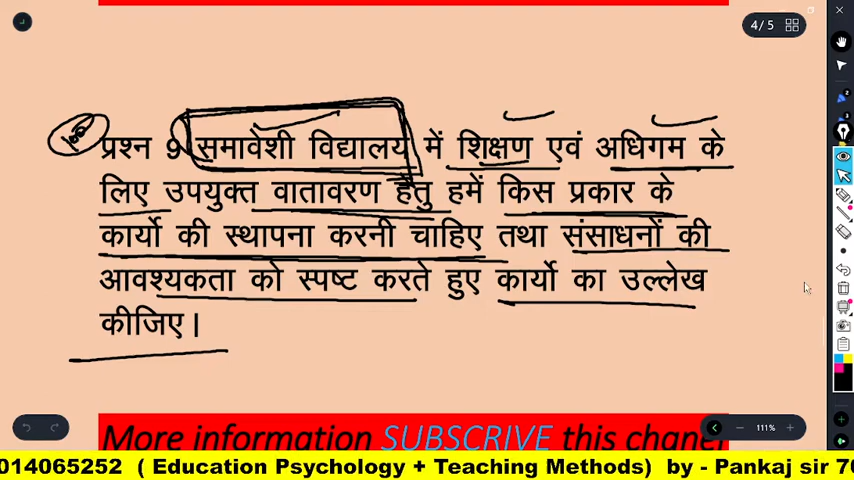 4/5
प्रश्न 9 समावेशी विद्यालय में शिक्षण एवं अधिगम के
लिए उपयुक्त वातावरण हेतु हमें किस प्रकार के
कार्यो की स्थापना करनी चाहिए तथा संसाधनों की
आवश्यकता को स्पष्ट करते हुए कार्यो का उल्लेख
कीजिए।
More information SUBSCRIVE this chanel
111%
014065252 ( Education Psychology + Teaching Methods) by - Pankaj sir 70